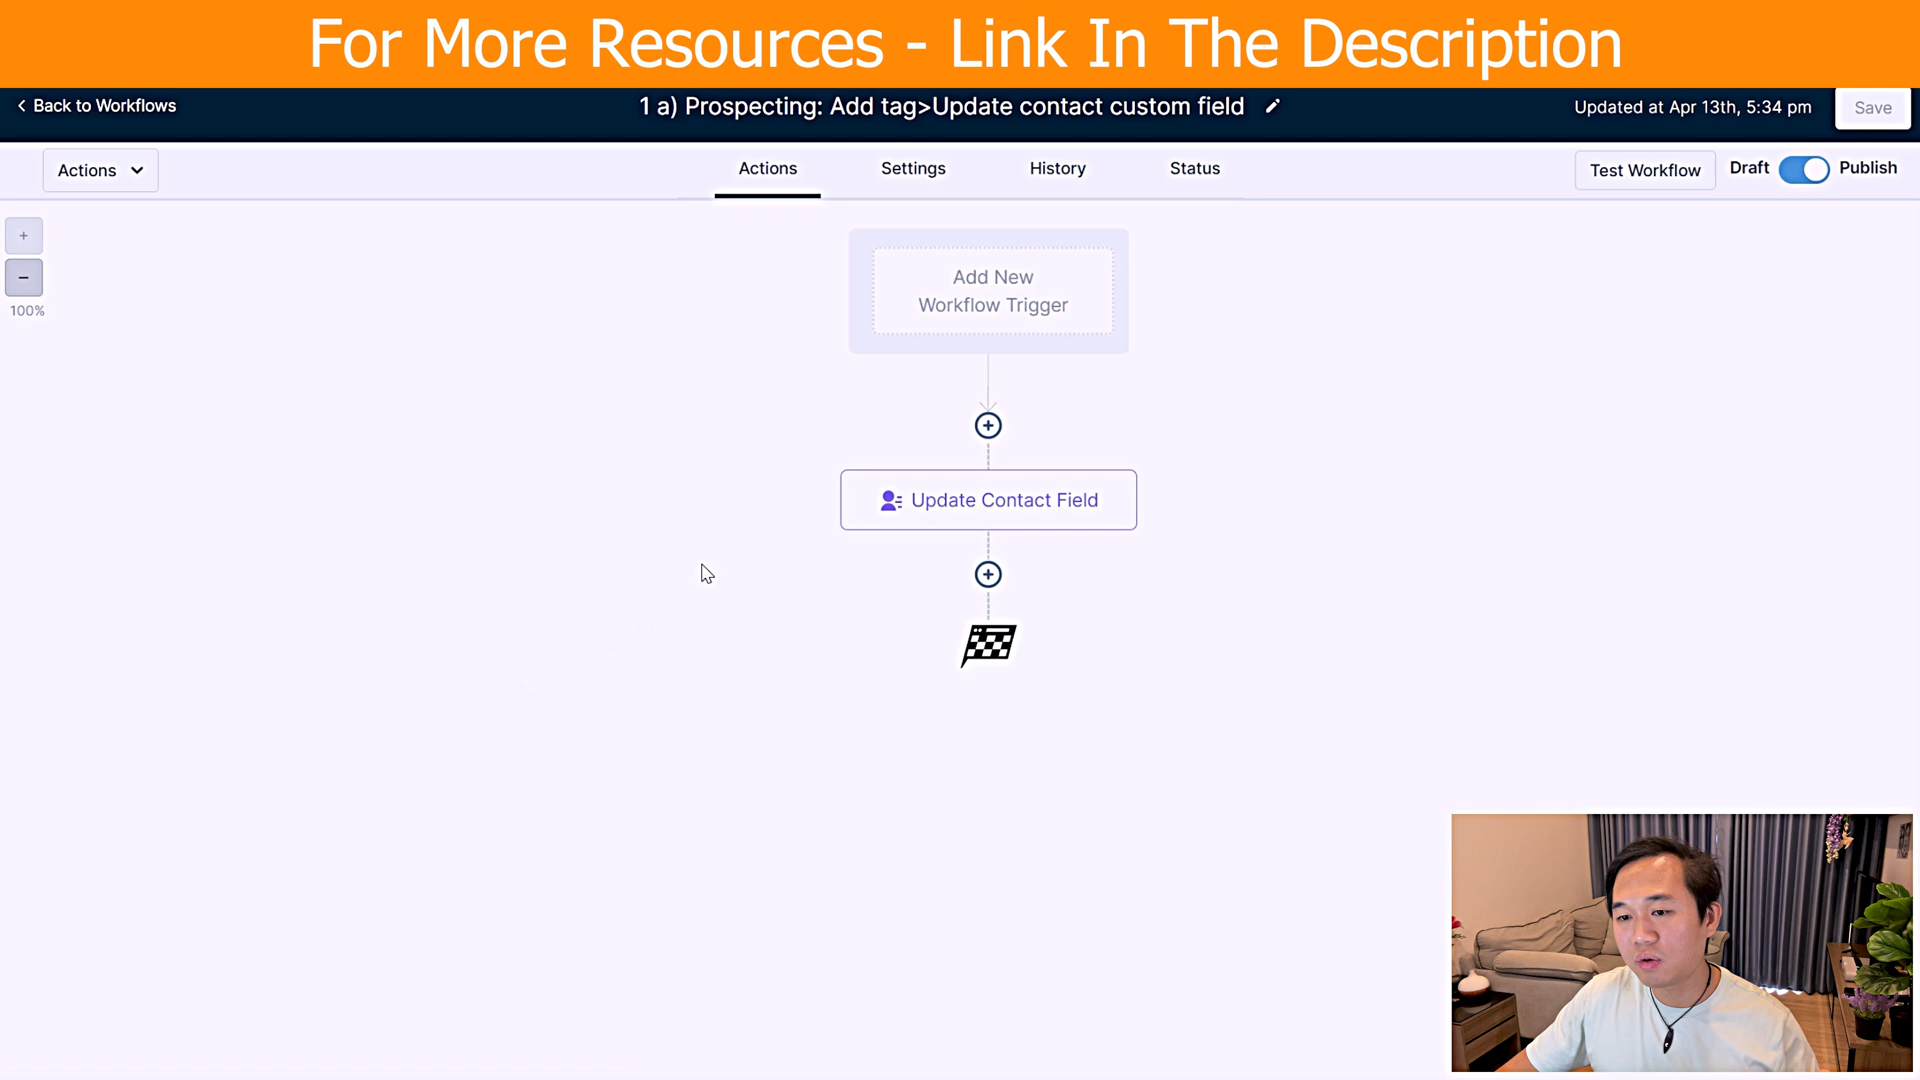 For More Resources - Link In The Description
Back to Workflows
1 a) Prospecting: Add tag>Update contact custom field
Updated at Apr 13th, 5:34 pm
Save
Actions
Actions
Settings
History
Status
Test Workflow
Draft
Publish
+
−
100%
Add New
Workflow Trigger
Update Contact Field